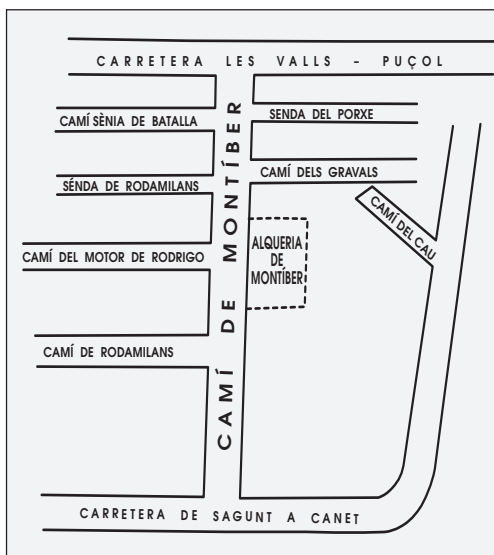 CARRETERA LES VALLS - PUÇOL
CAMÍ SÈNIA DE BATALLA
SENDA DEL PORXE
CAMÍ DELS GRAVALS
SÉNDA DE RODAMILANS
CAMÍ DEL CAU
CAMÍ DE MONTÍBER
ALQUERIA
DE
MONTÍBER
CAMÍ DEL MOTOR DE RODRIGO
CAMÍ DE RODAMILANS
CARRETERA DE SAGUNT A CANET